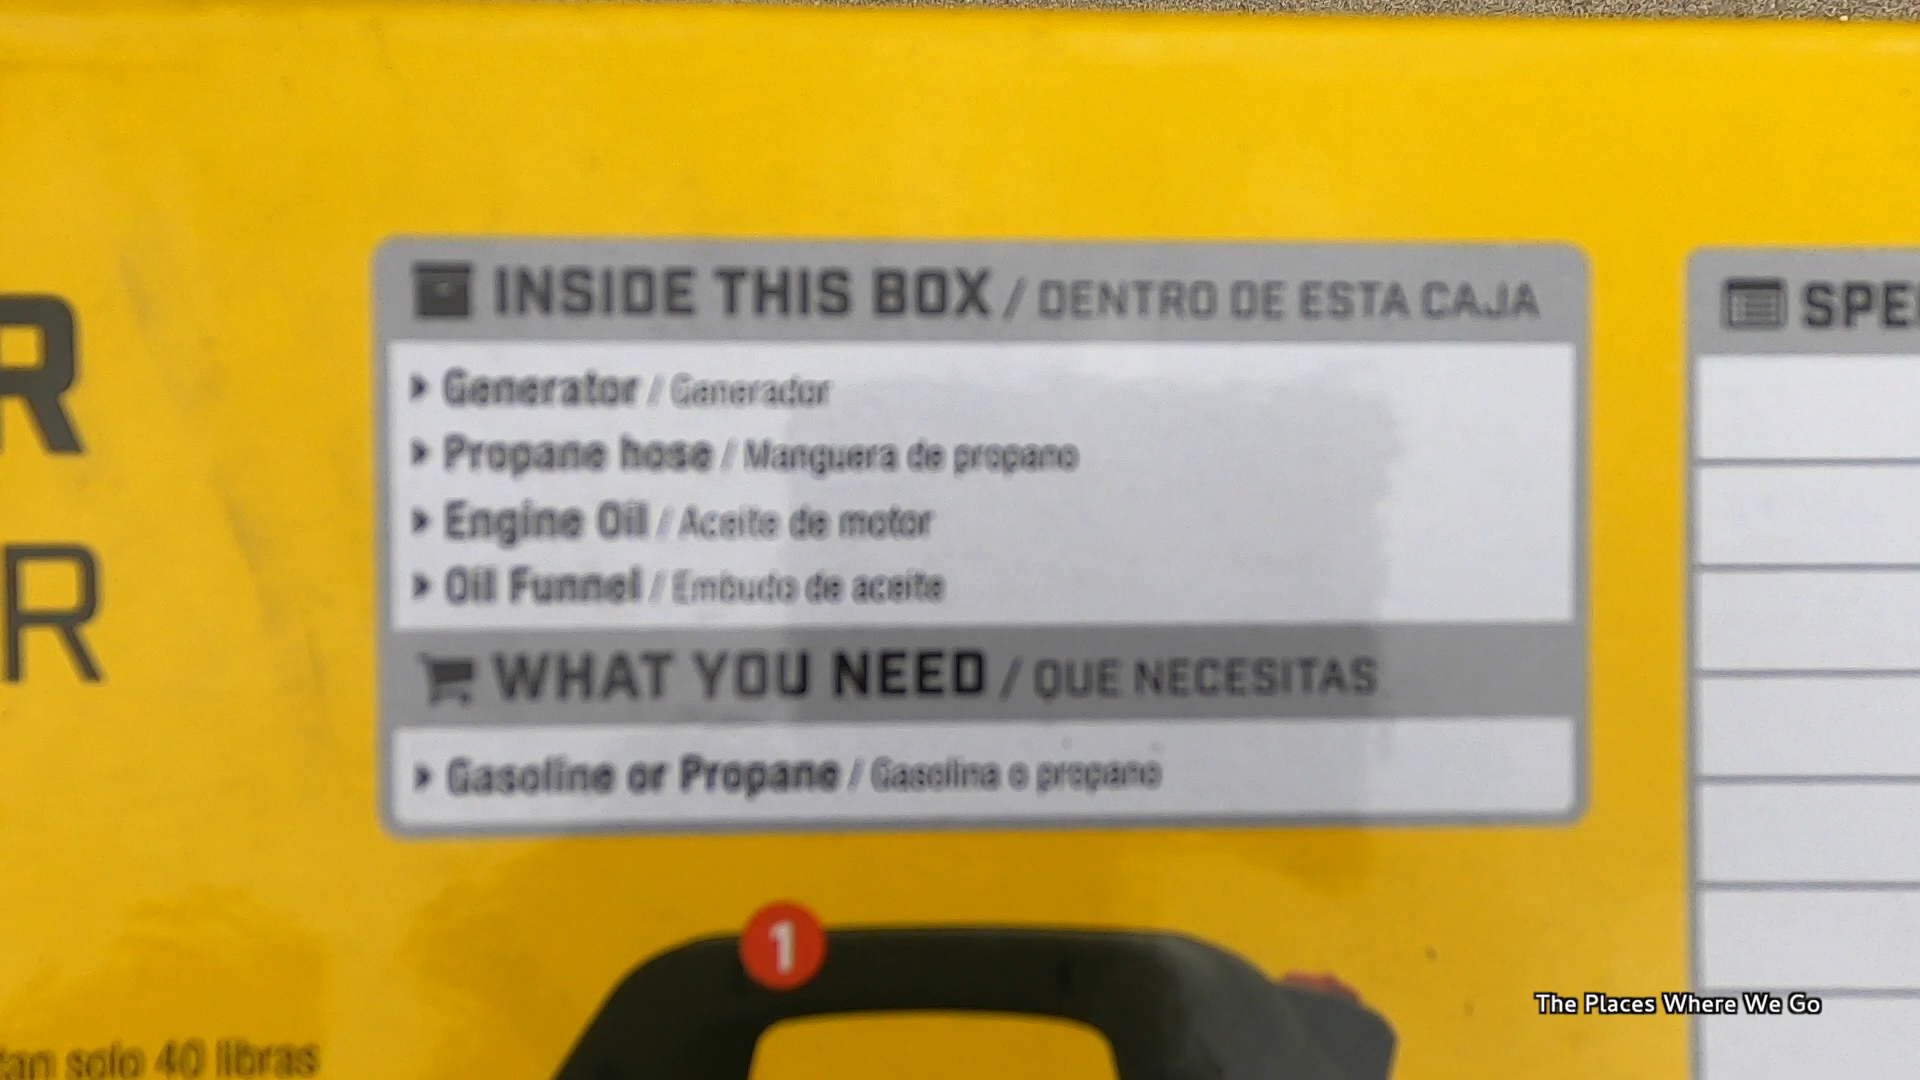 INSIDE THIS BOX / DENTRO DE ESTA CAJA
Generator / Generador
Propane hose / Manguera de propano
Engine Oil / Aceite de motor
Oil Funnel / Embudo de aceite
WHAT YOU NEED / QUE NECESITAS
Gasoline or Propane / Gasolina o propano
R
R
SPE
1
tan solo 40 libras
The Places Where We Go